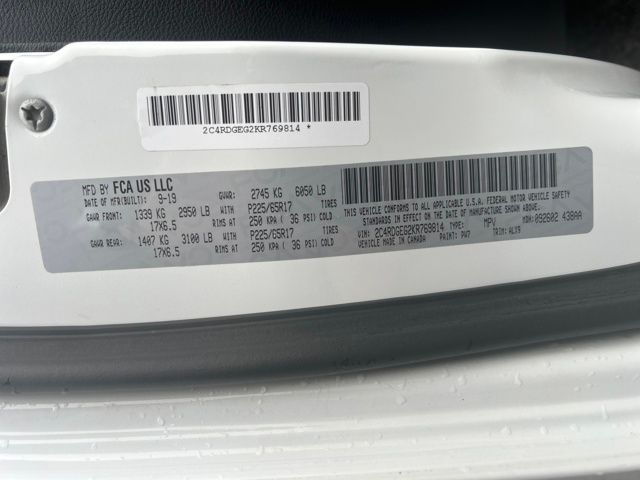 2C4RDGEG2KR769814 *
MFD BY FCA US LLC
DATE OF MFR(BUILT): 9-19 GVWR: 2745 KG 6050 LB
GAWR FRONT 1339 KG 2950 LB P225/65R17 TIRES
17X6.5 RIMS AT 250 KPA ( 36 PSI) COLD
GAWR REAR 1407 KG 3100 LB P225/65R17 TIRES
17X6.5 RIMS AT 250 KPA ( 36 PSI) COLD
THIS VEHICLE CONFORMS TO ALL APPLICABLE U.S.A. FEDERAL MOTOR VEHICLE SAFETY
STANDARDS IN EFFECT ON THE DATE OF MANUFACTURE SHOWN ABOVE.
VIN: 2C4RDGEG2KR769814 TYPE: MPV MDH: 092602 438AA
VEHICLE MADE IN CANADA PAINT: PW7 TRIM: ALX9